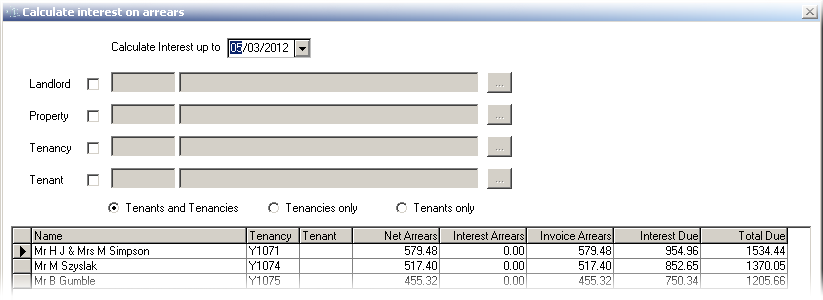 Calculate interest on arrears
Calculate Interest up to 05/03/2012
Landlord ...
Property ...
Tenancy ...
Tenant ...
Tenants and Tenancies Tenancies only Tenants only
Name Tenancy Tenant Net Arrears Interest Arrears Invoice Arrears Interest Due Total Due
Mr H J & Mrs M Simpson Y1071 579.48 0.00 579.48 954.96 1534.44
Mr M Szyslak Y1074 517.40 0.00 517.40 852.65 1370.05
Mr B Gumble Y1075 455.32 0.00 455.32 750.34 1205.66